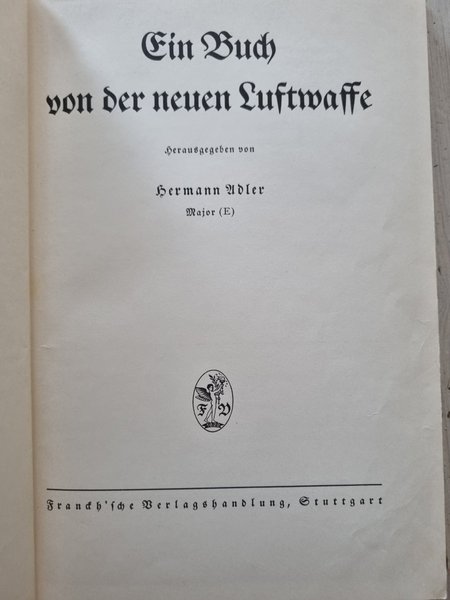 Ein Buch
von der neuen Luftwaffe
Herausgegeben von
Hermann Adler
Major (E)
F V
Franckh'sche Verlagshandlung, Stuttgart